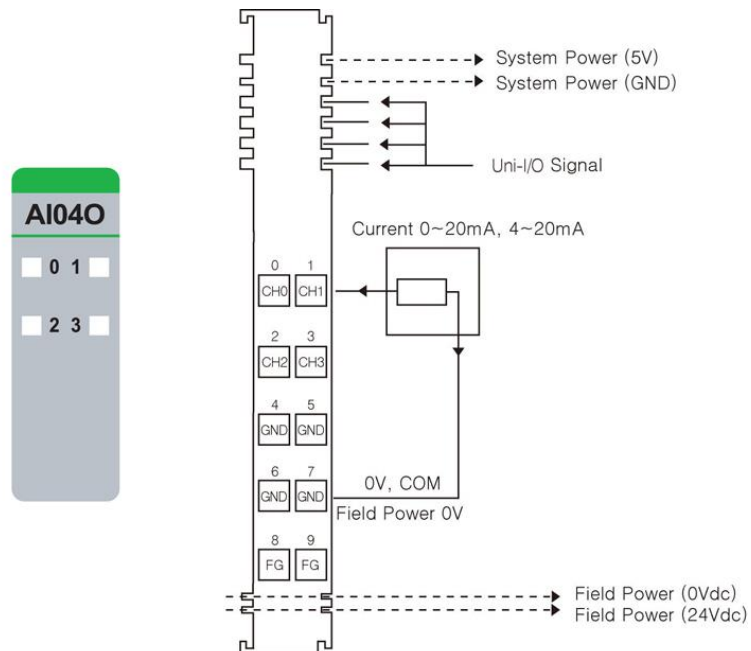 AI04O
0 1
2 3
System Power (5V)
System Power (GND)
Uni-I/O Signal
Current 0~20mA, 4~20mA
0 1
CH0 CH1
2 3
CH2 CH3
4 5
GND GND
6 7
GND GND
0V, COM
Field Power 0V
8 9
FG FG
Field Power (0Vdc)
Field Power (24Vdc)